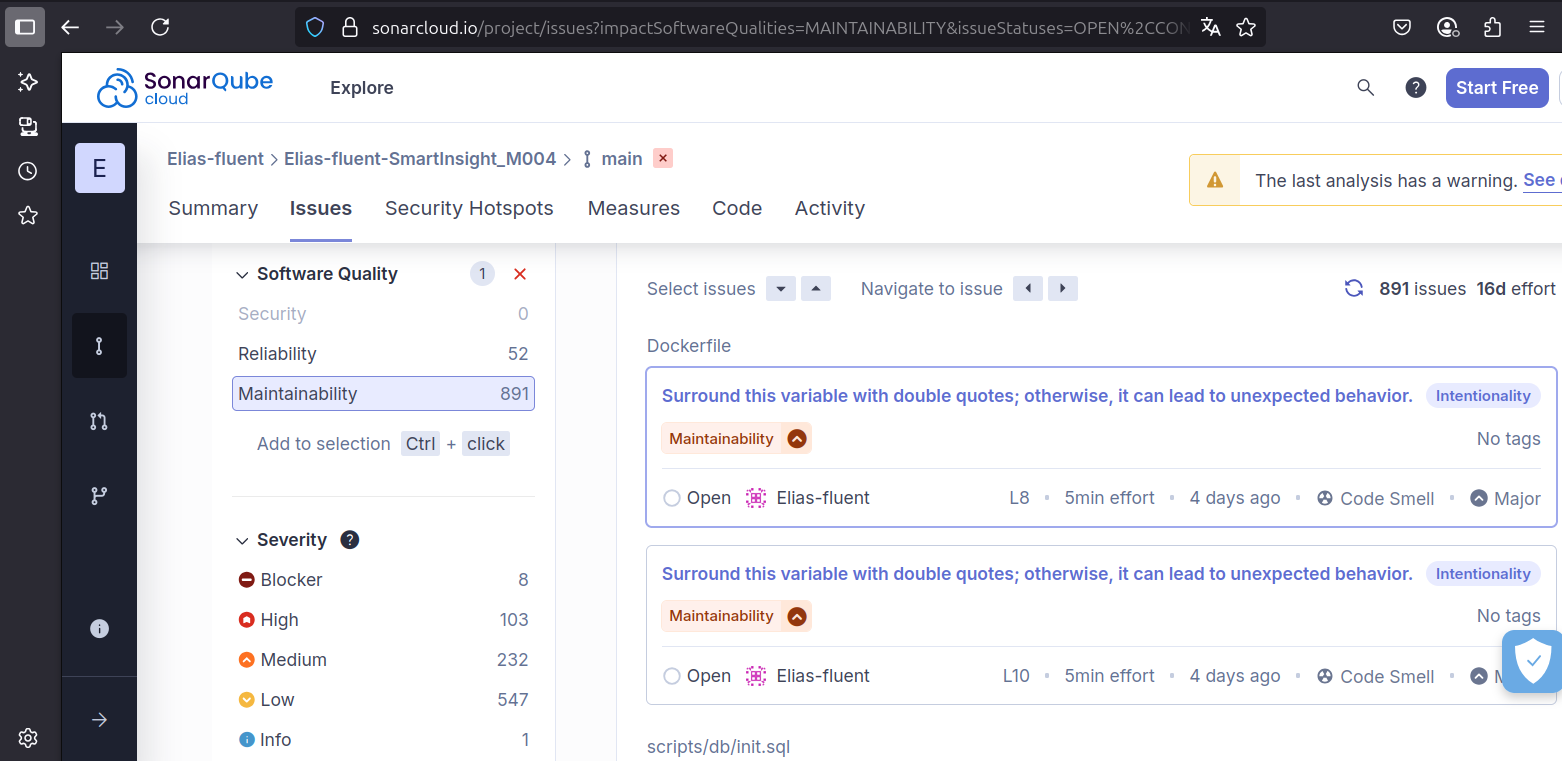 sonarcloud.io/project/issues?impactSoftwareQualities=MAINTAINABILITY&issueStatuses=OPEN%2CCON
SonarQube cloud
Explore
?
Start Free
E
Elias-fluent > Elias-fluent-SmartInsight_M004 > main
The last analysis has a warning. See
Summary Issues Security Hotspots Measures Code Activity
Software Quality 1
Security 0
Reliability 52
Maintainability 891
Add to selection Ctrl + click
Severity ?
Blocker 8
High 103
Medium 232
Low 547
Info 1
Select issues Navigate to issue 891 issues 16d effort
Dockerfile
Surround this variable with double quotes; otherwise, it can lead to unexpected behavior. Intentionality
Maintainability No tags
Open Elias-fluent L8 • 5min effort • 4 days ago • Code Smell • Major
Surround this variable with double quotes; otherwise, it can lead to unexpected behavior. Intentionality
Maintainability No tags
Open Elias-fluent L10 • 5min effort • 4 days ago • Code Smell •
scripts/db/init.sql